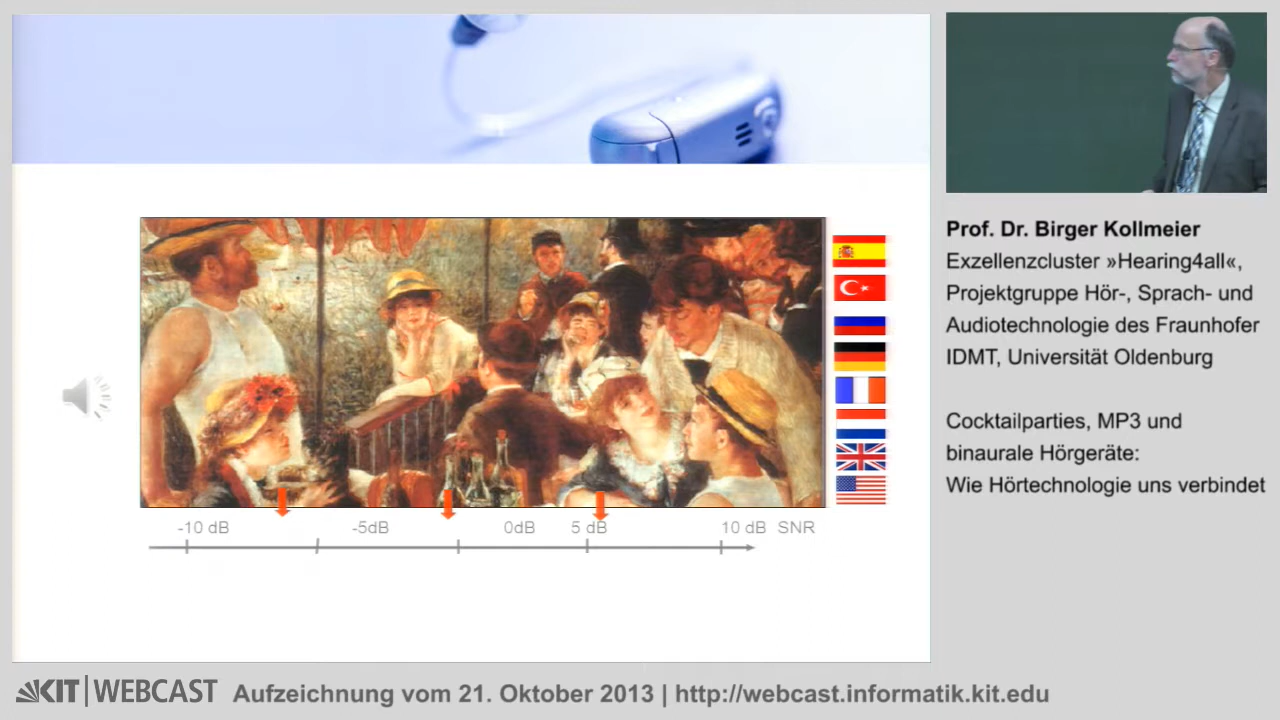 -10 dB -5dB 0dB 5 dB 10 dB SNR
Prof. Dr. Birger Kollmeier
Exzellenzcluster »Hearing4all«,
Projektgruppe Hör-, Sprach- und
Audiotechnologie des Fraunhofer
IDMT, Universität Oldenburg
Cocktailparties, MP3 und
binaurale Hörgeräte:
Wie Hörtechnologie uns verbindet
KIT | WEBCAST Aufzeichnung vom 21. Oktober 2013 | http://webcast.informatik.kit.edu